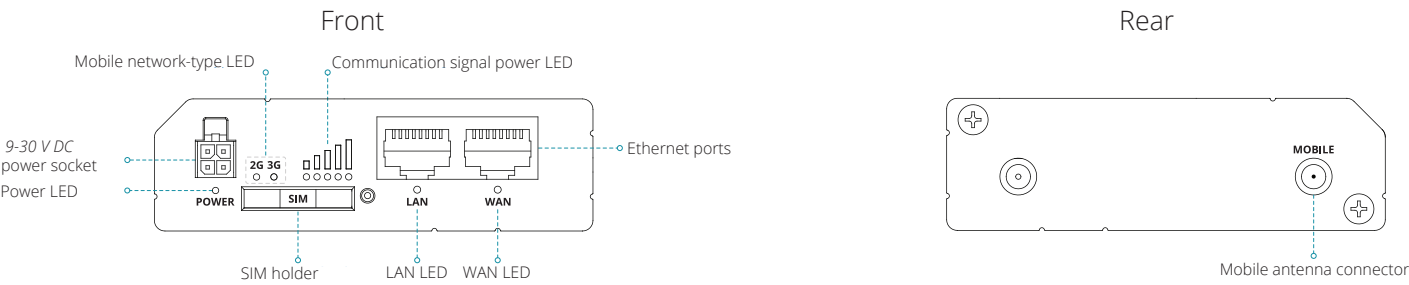 Front
Rear
Mobile network-type LED
Communication signal power LED
9-30 V DC
power socket
Power LED
2G 3G
POWER
SIM
LAN
WAN
Ethernet ports
SIM holder
LAN LED
WAN LED
MOBILE
Mobile antenna connector